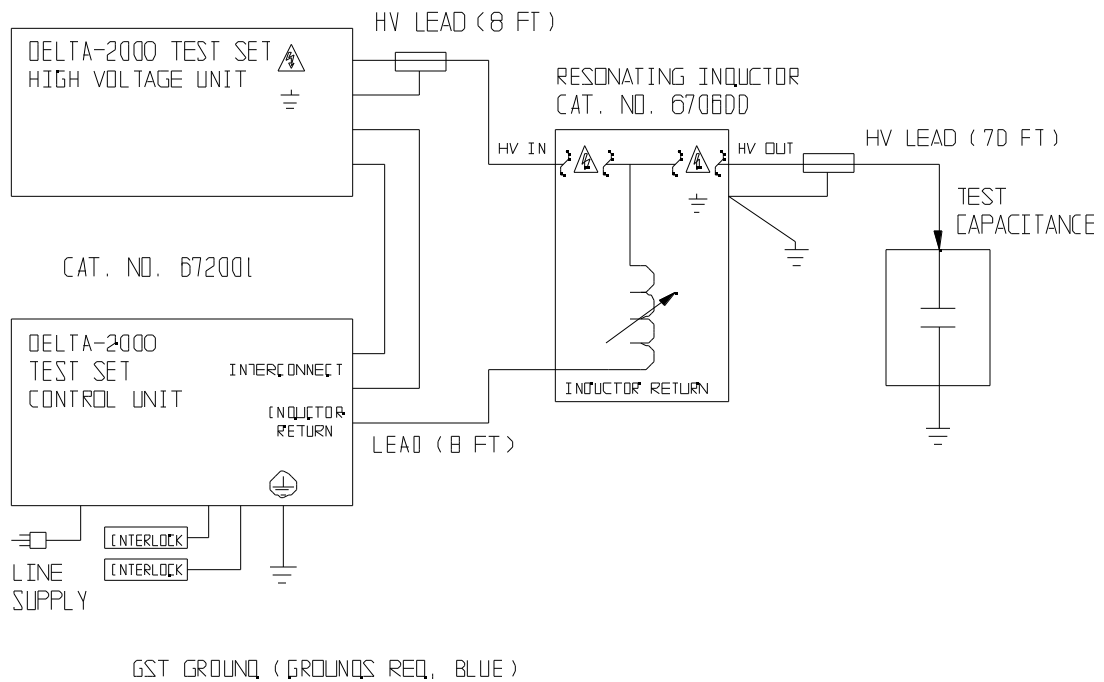 HV LEAD (8 FT)
DELTA-2000 TEST SET
HIGH VOLTAGE UNIT
RESONATING INDUCTOR
CAT. NO. 670600
HV IN
HV OUT
HV LEAD (70 FT)
TEST
CAPACITANCE
CAT. NO. 672001
DELTA-2000
TEST SET
CONTROL UNIT
INTERCONNECT
INDUCTOR
RETURN
INDUCTOR RETURN
LEAD (8 FT)
INTERLOCK
INTERLOCK
LINE
SUPPLY
GST GROUND (GROUNDS RED, BLUE)